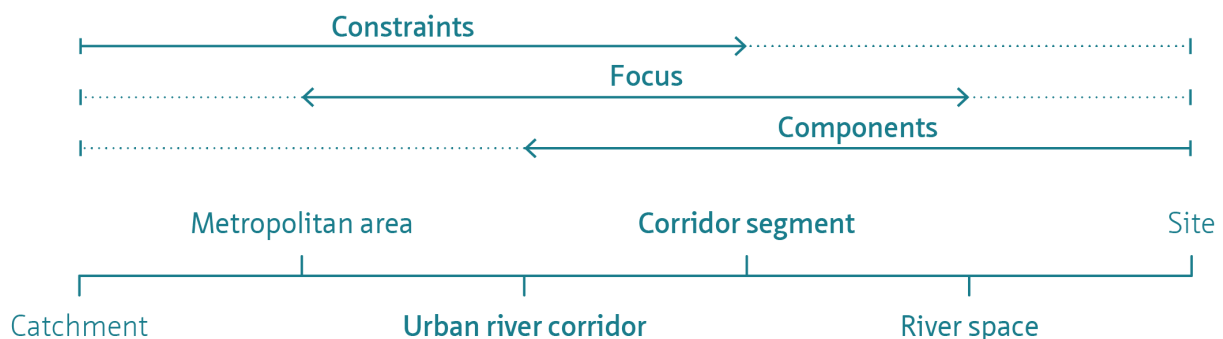 Constraints
Focus
Components
Metropolitan area
Corridor segment
Site
Catchment
Urban river corridor
River space